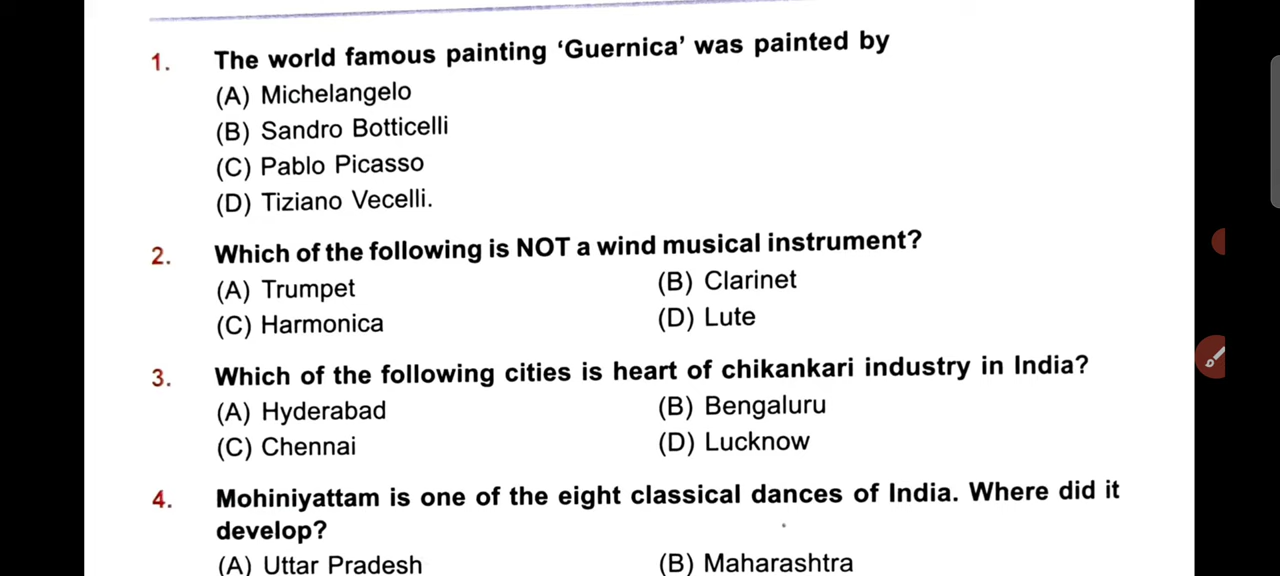 1. The world famous painting ‘Guernica’ was painted by
(A) Michelangelo
(B) Sandro Botticelli
(C) Pablo Picasso
(D) Tiziano Vecelli.
2. Which of the following is NOT a wind musical instrument?
(A) Trumpet (B) Clarinet
(C) Harmonica (D) Lute
3. Which of the following cities is heart of chikankari industry in India?
(A) Hyderabad (B) Bengaluru
(C) Chennai (D) Lucknow
4. Mohiniyattam is one of the eight classical dances of India. Where did it
develop?
(A) Uttar Pradesh (B) Maharashtra